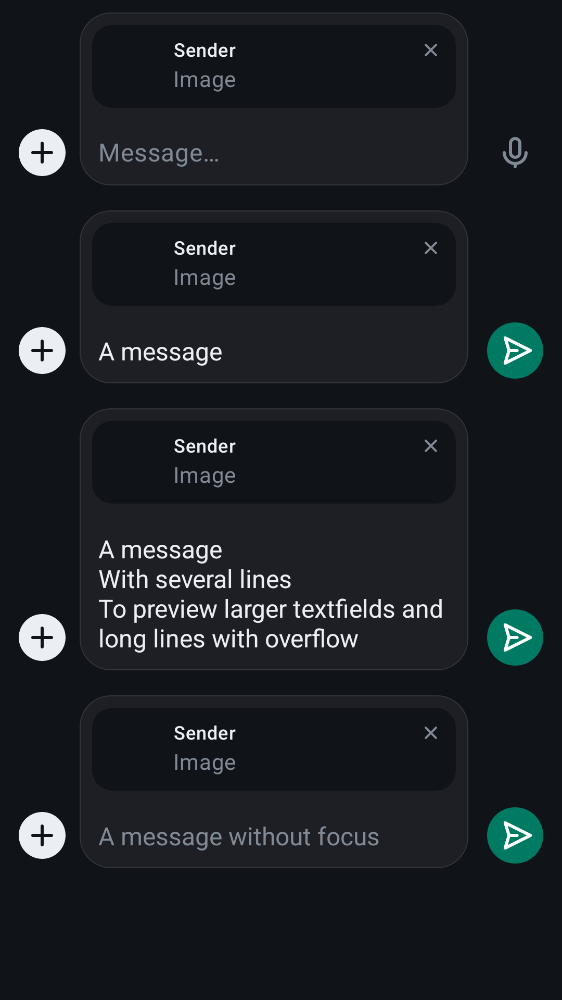 Sender
Image
Message…
Sender
Image
A message
Sender
Image
A message
With several lines
To preview larger textfields and
long lines with overflow
Sender
Image
A message without focus